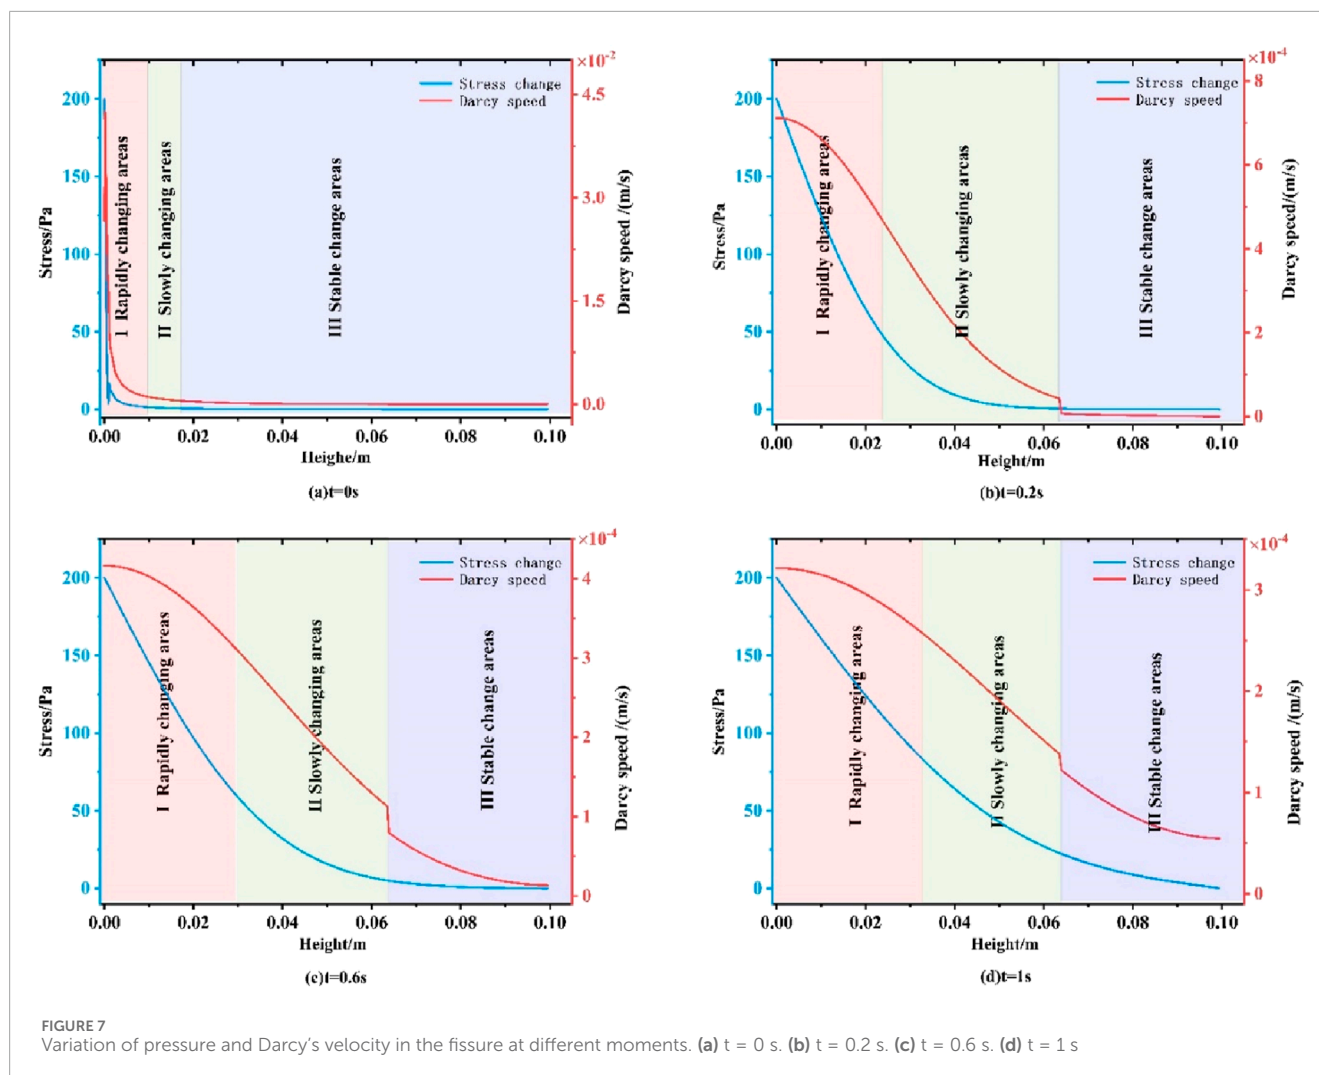 ×10⁻²
Stress change
Darcy speed
200
150
100
50
0
4.5
3.0
1.5
0.0
Stress/Pa
Darcy speed /(m/s)
I Rapidly changing areas
II Slowly changing areas
III Stable change areas
0.00 0.02 0.04 0.06 0.08 0.10
Heighe/m
(a)t=0s
×10⁻⁴
Stress change
Darcy speed
200
150
100
50
0
8
6
4
2
0
Stress/Pa
Darcy speed/(m/s)
I Rapidly changing areas
II Slowly changing areas
III Stable change areas
0.00 0.02 0.04 0.06 0.08 0.10
Height/m
(b)t=0.2s
×10⁻⁴
Stress change
Darcy speed
200
150
100
50
0
4
3
2
1
0
Stress/Pa
Darcy speed /(m/s)
I Rapidly changing areas
II Slowly changing areas
III Stable change areas
0.00 0.02 0.04 0.06 0.08 0.10
Height/m
(c)t=0.6s
×10⁻⁴
Stress change
Darcy speed
200
150
100
50
0
3
2
1
0
Stress/Pa
Darcy speed /(m/s)
I Rapidly changing areas
II Slowly changing areas
III Stable change areas
0.00 0.02 0.04 0.06 0.08 0.10
Height/m
(d)t=1s
FIGURE 7
Variation of pressure and Darcy's velocity in the fissure at different moments. (a) t = 0 s. (b) t = 0.2 s. (c) t = 0.6 s. (d) t = 1 s